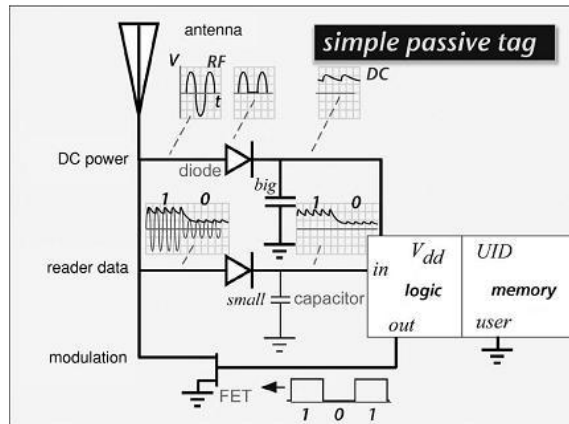 antenna
simple passive tag
V
RF
t
DC
DC power
diode
big
1 0
1 0
reader data
in
V dd
UID
logic
memory
small
capacitor
out
user
modulation
FET
1 0 1